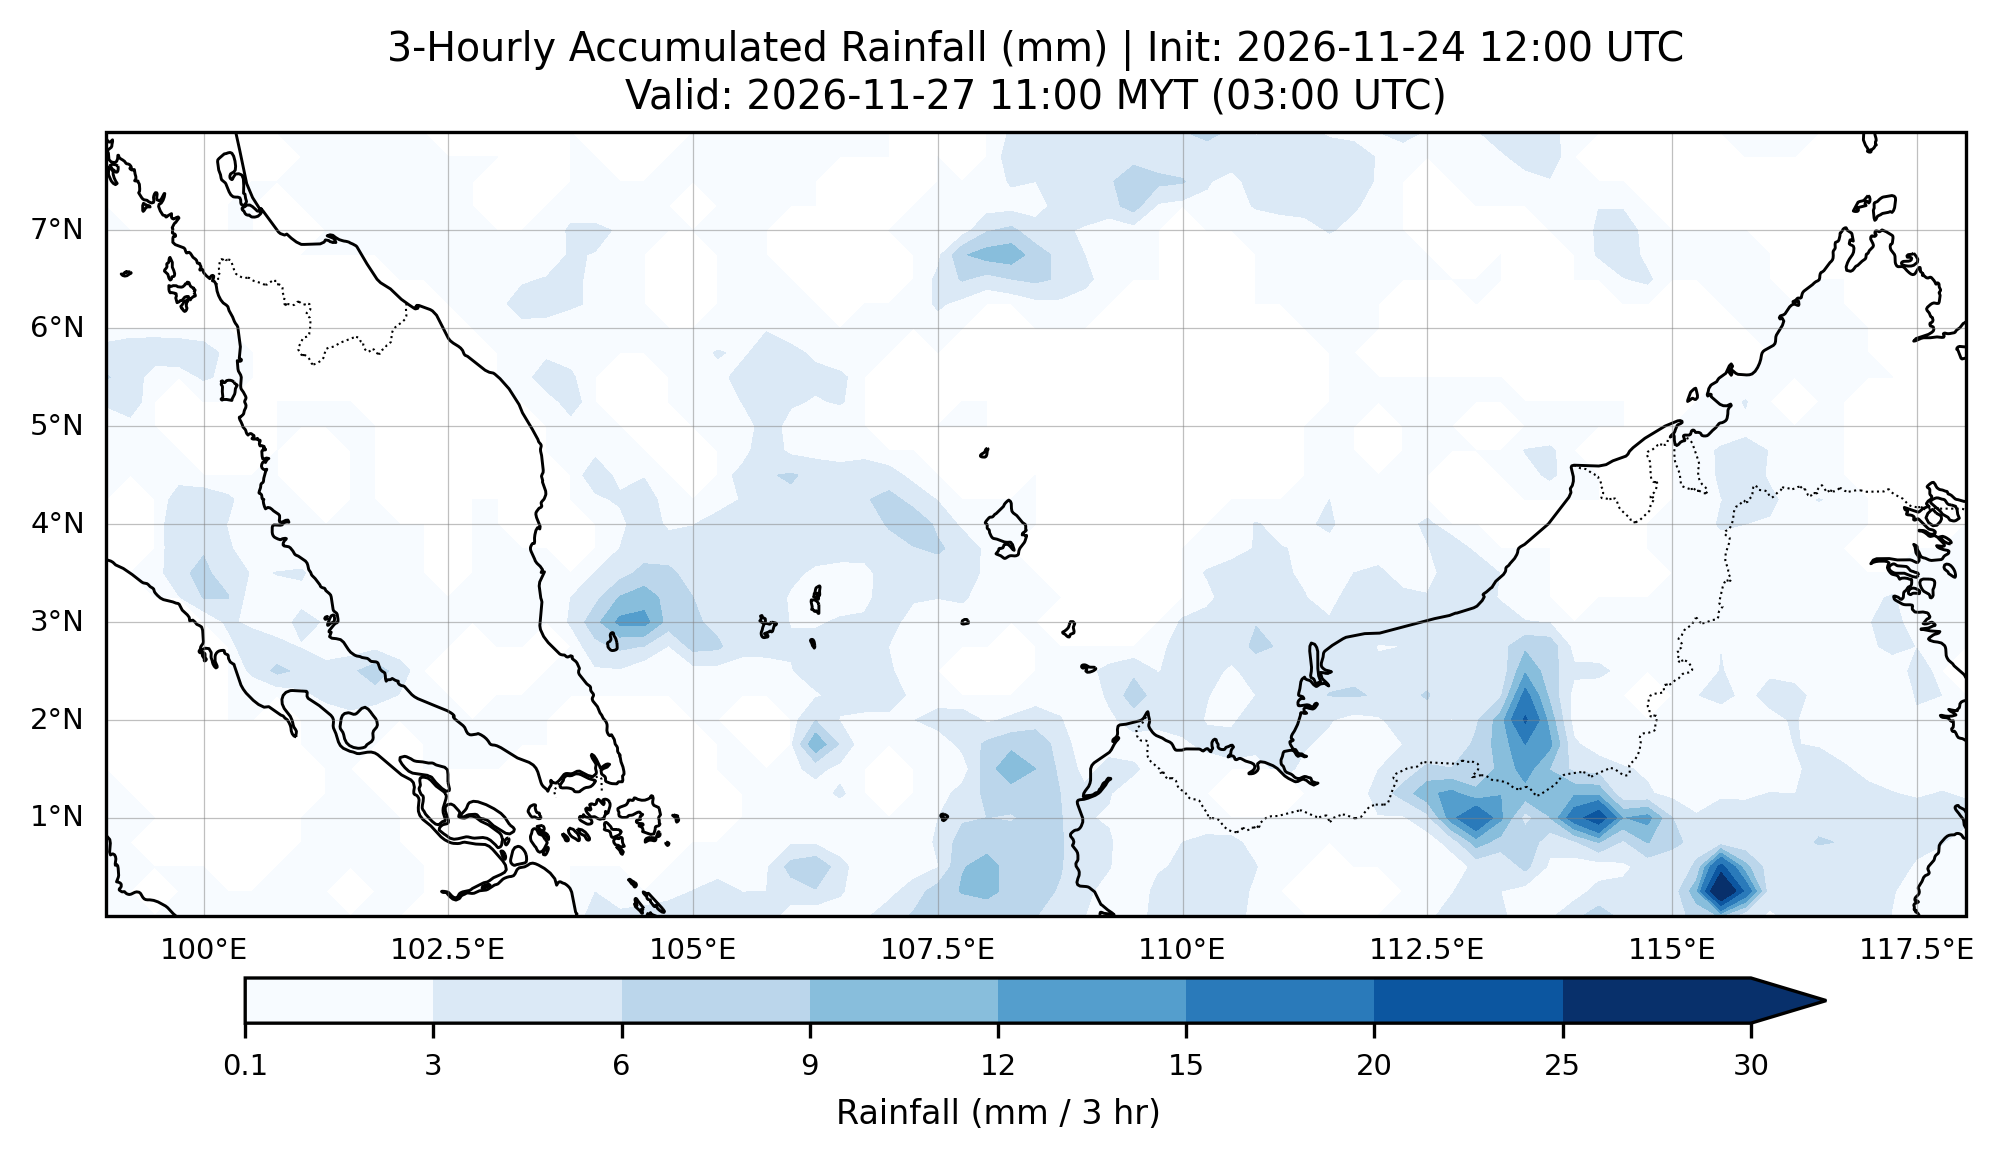 3-Hourly Accumulated Rainfall (mm) | Init: 2026-11-24 12:00 UTC
Valid: 2026-11-27 11:00 MYT (03:00 UTC)
7°N
6°N
5°N
4°N
3°N
2°N
1°N
100°E 102.5°E 105°E 107.5°E 110°E 112.5°E 115°E 117.5°E
0.1 3 6 9 12 15 20 25 30
Rainfall (mm / 3 hr)